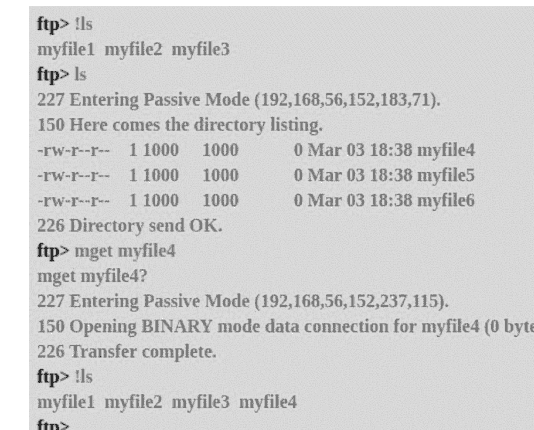 ftp> !ls
myfile1 myfile2 myfile3
ftp> ls
227 Entering Passive Mode (192,168,56,152,183,71).
150 Here comes the directory listing.
-rw-r--r-- 1 1000 1000 0 Mar 03 18:38 myfile4
-rw-r--r-- 1 1000 1000 0 Mar 03 18:38 myfile5
-rw-r--r-- 1 1000 1000 0 Mar 03 18:38 myfile6
226 Directory send OK.
ftp> mget myfile4
mget myfile4?
227 Entering Passive Mode (192,168,56,152,237,115).
150 Opening BINARY mode data connection for myfile4 (0 byte
226 Transfer complete.
ftp> !ls
myfile1 myfile2 myfile3 myfile4
ftp>